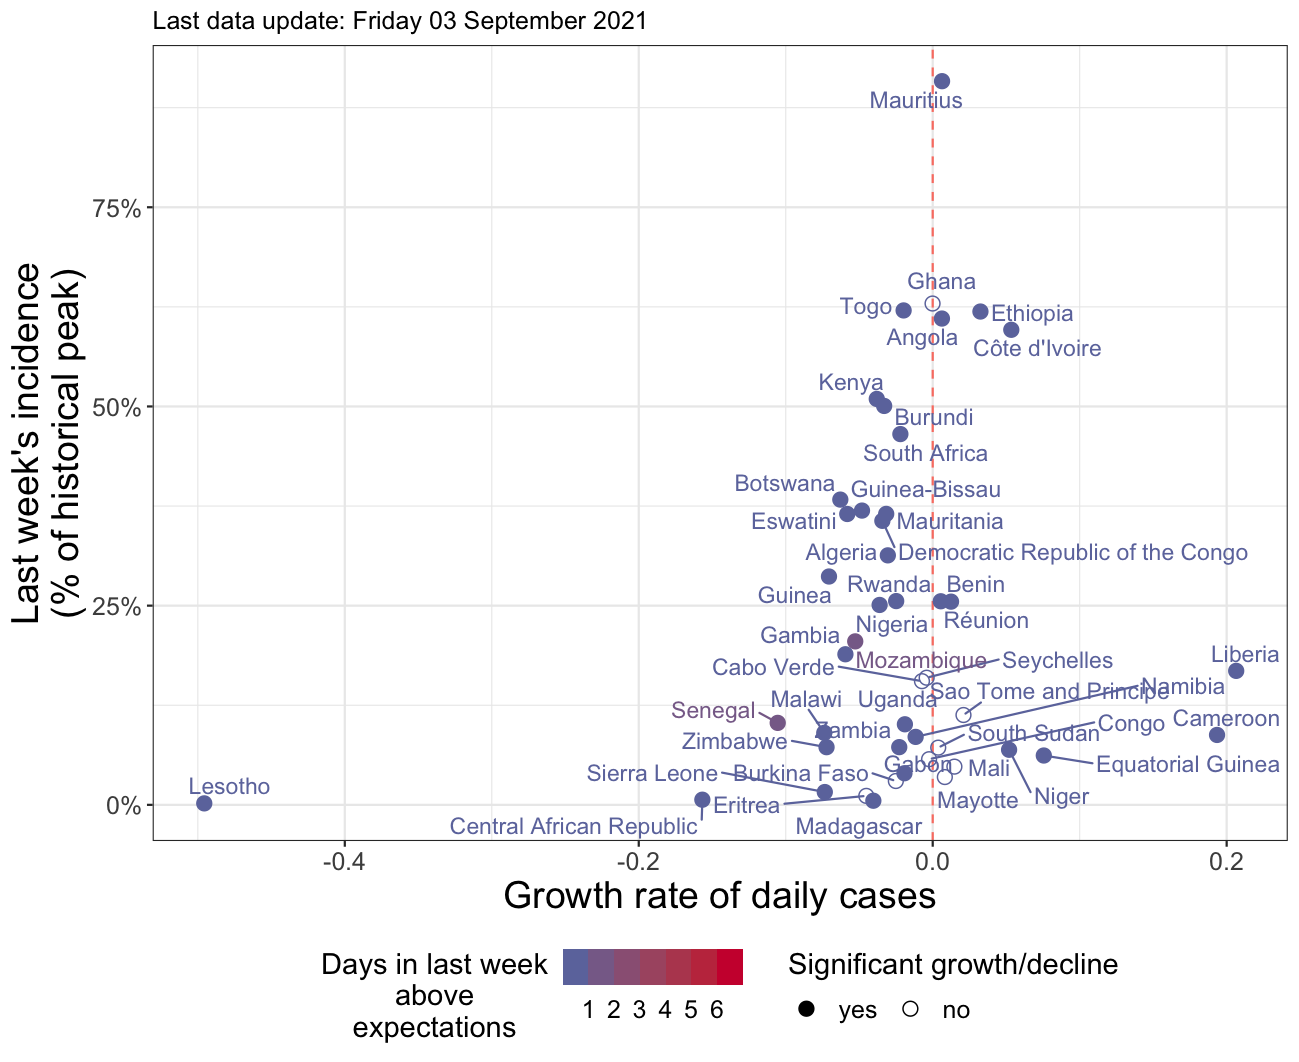 Last data update: Friday 03 September 2021
Mauritius
75%
Ghana
Togo
Ethiopia
Angola
Côte d'Ivoire
Kenya
50%
Burundi
South Africa
Botswana
Guinea-Bissau
Eswatini
Mauritania
Algeria
Democratic Republic of the Congo
Guinea
Rwanda
Benin
25%
Nigeria
Réunion
Gambia
Mozambique
Cabo Verde
Seychelles
Liberia
Malawi
Uganda
Sao Tome and Principe
Namibia
Senegal
Zambia
Zimbabwe
South Sudan
Congo
Cameroon
Sierra Leone
Burkina Faso
Gabon
Mali
Equatorial Guinea
Lesotho
0%
Eritrea
Mayotte
Niger
Central African Republic
Madagascar
Last week's incidence
(% of historical peak)
-0.4
-0.2
0.0
0.2
Growth rate of daily cases
Days in last week
above
expectations
1 2 3 4 5 6
Significant growth/decline
yes
no